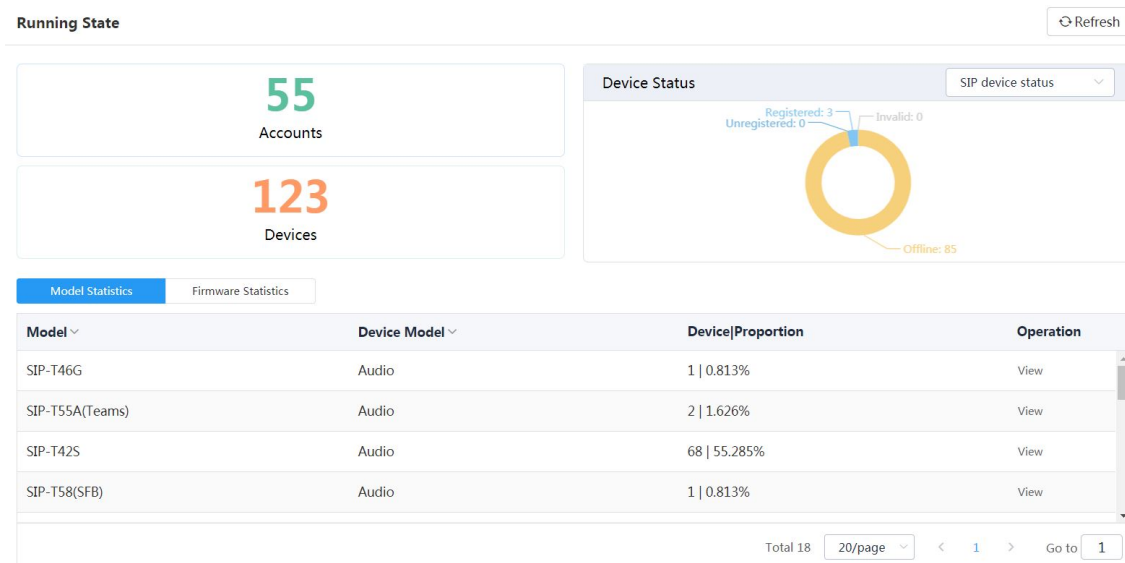 Running State
Refresh
55
Accounts
123
Devices
Device Status
SIP device status
Registered: 3
Unregistered: 0
Invalid: 0
Offline: 85
Model Statistics
Firmware Statistics
Model Device Model Device|Proportion Operation
SIP-T46G Audio 1 | 0.813% View
SIP-T55A(Teams) Audio 2 | 1.626% View
SIP-T42S Audio 68 | 55.285% View
SIP-T58(SFB) Audio 1 | 0.813% View
Total 18 20/page < 1 > Go to 1